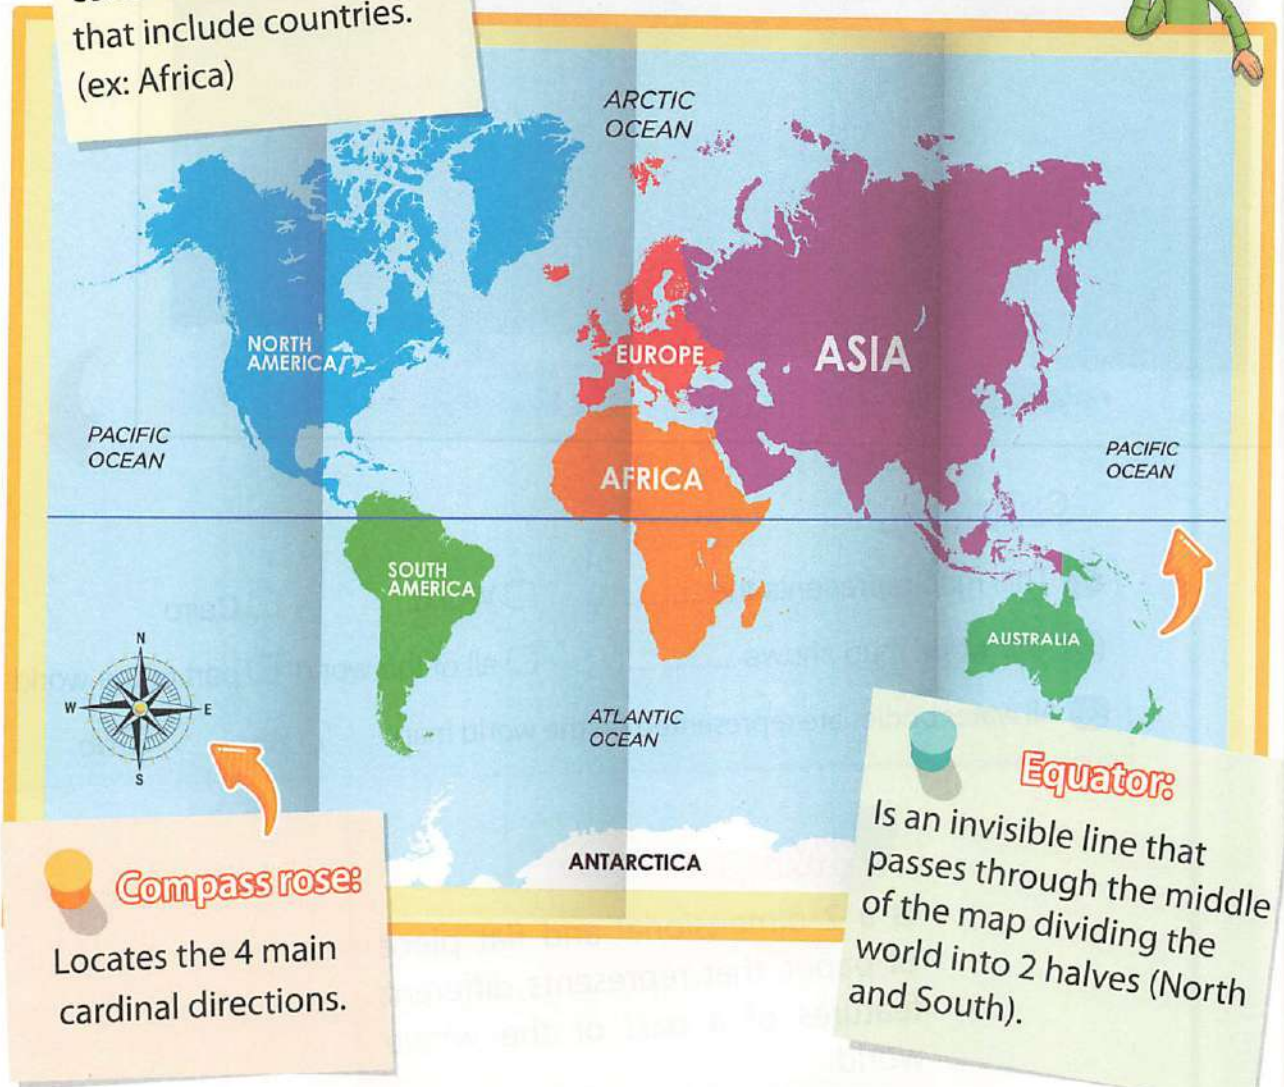 that include countries.
(ex: Africa)
ARCTIC
OCEAN
NORTH
AMERICA
EUROPE
ASIA
PACIFIC
OCEAN
PACIFIC
OCEAN
AFRICA
SOUTH
AMERICA
AUSTRALIA
N
W
E
S
ATLANTIC
OCEAN
ANTARCTICA
Compass rose:
Locates the 4 main
cardinal directions.
Equator:
Is an invisible line that
passes through the middle
of the map dividing the
world into 2 halves (North
and South).